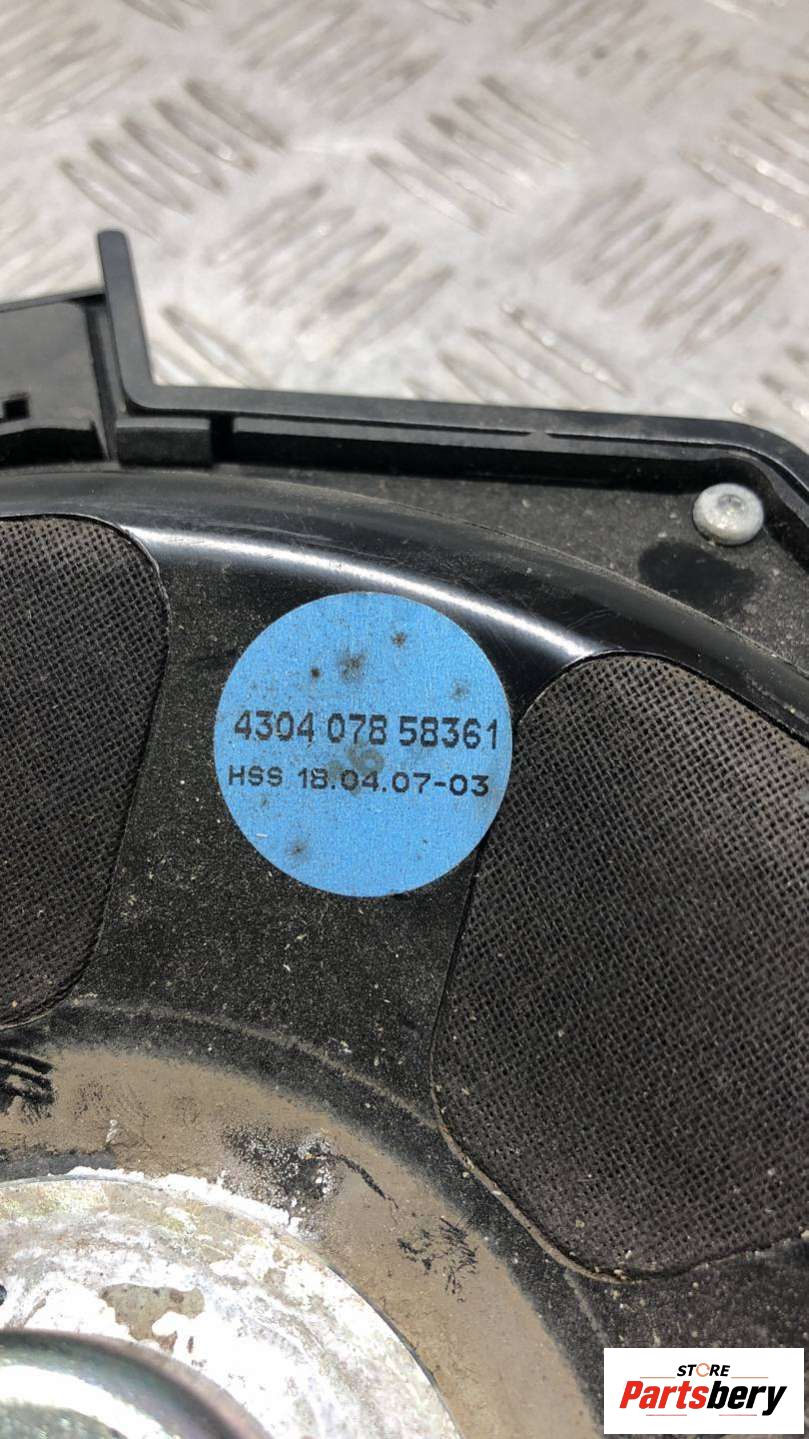 4304 078 58361
HSS 18.04.07-03
STORE
Partsbery